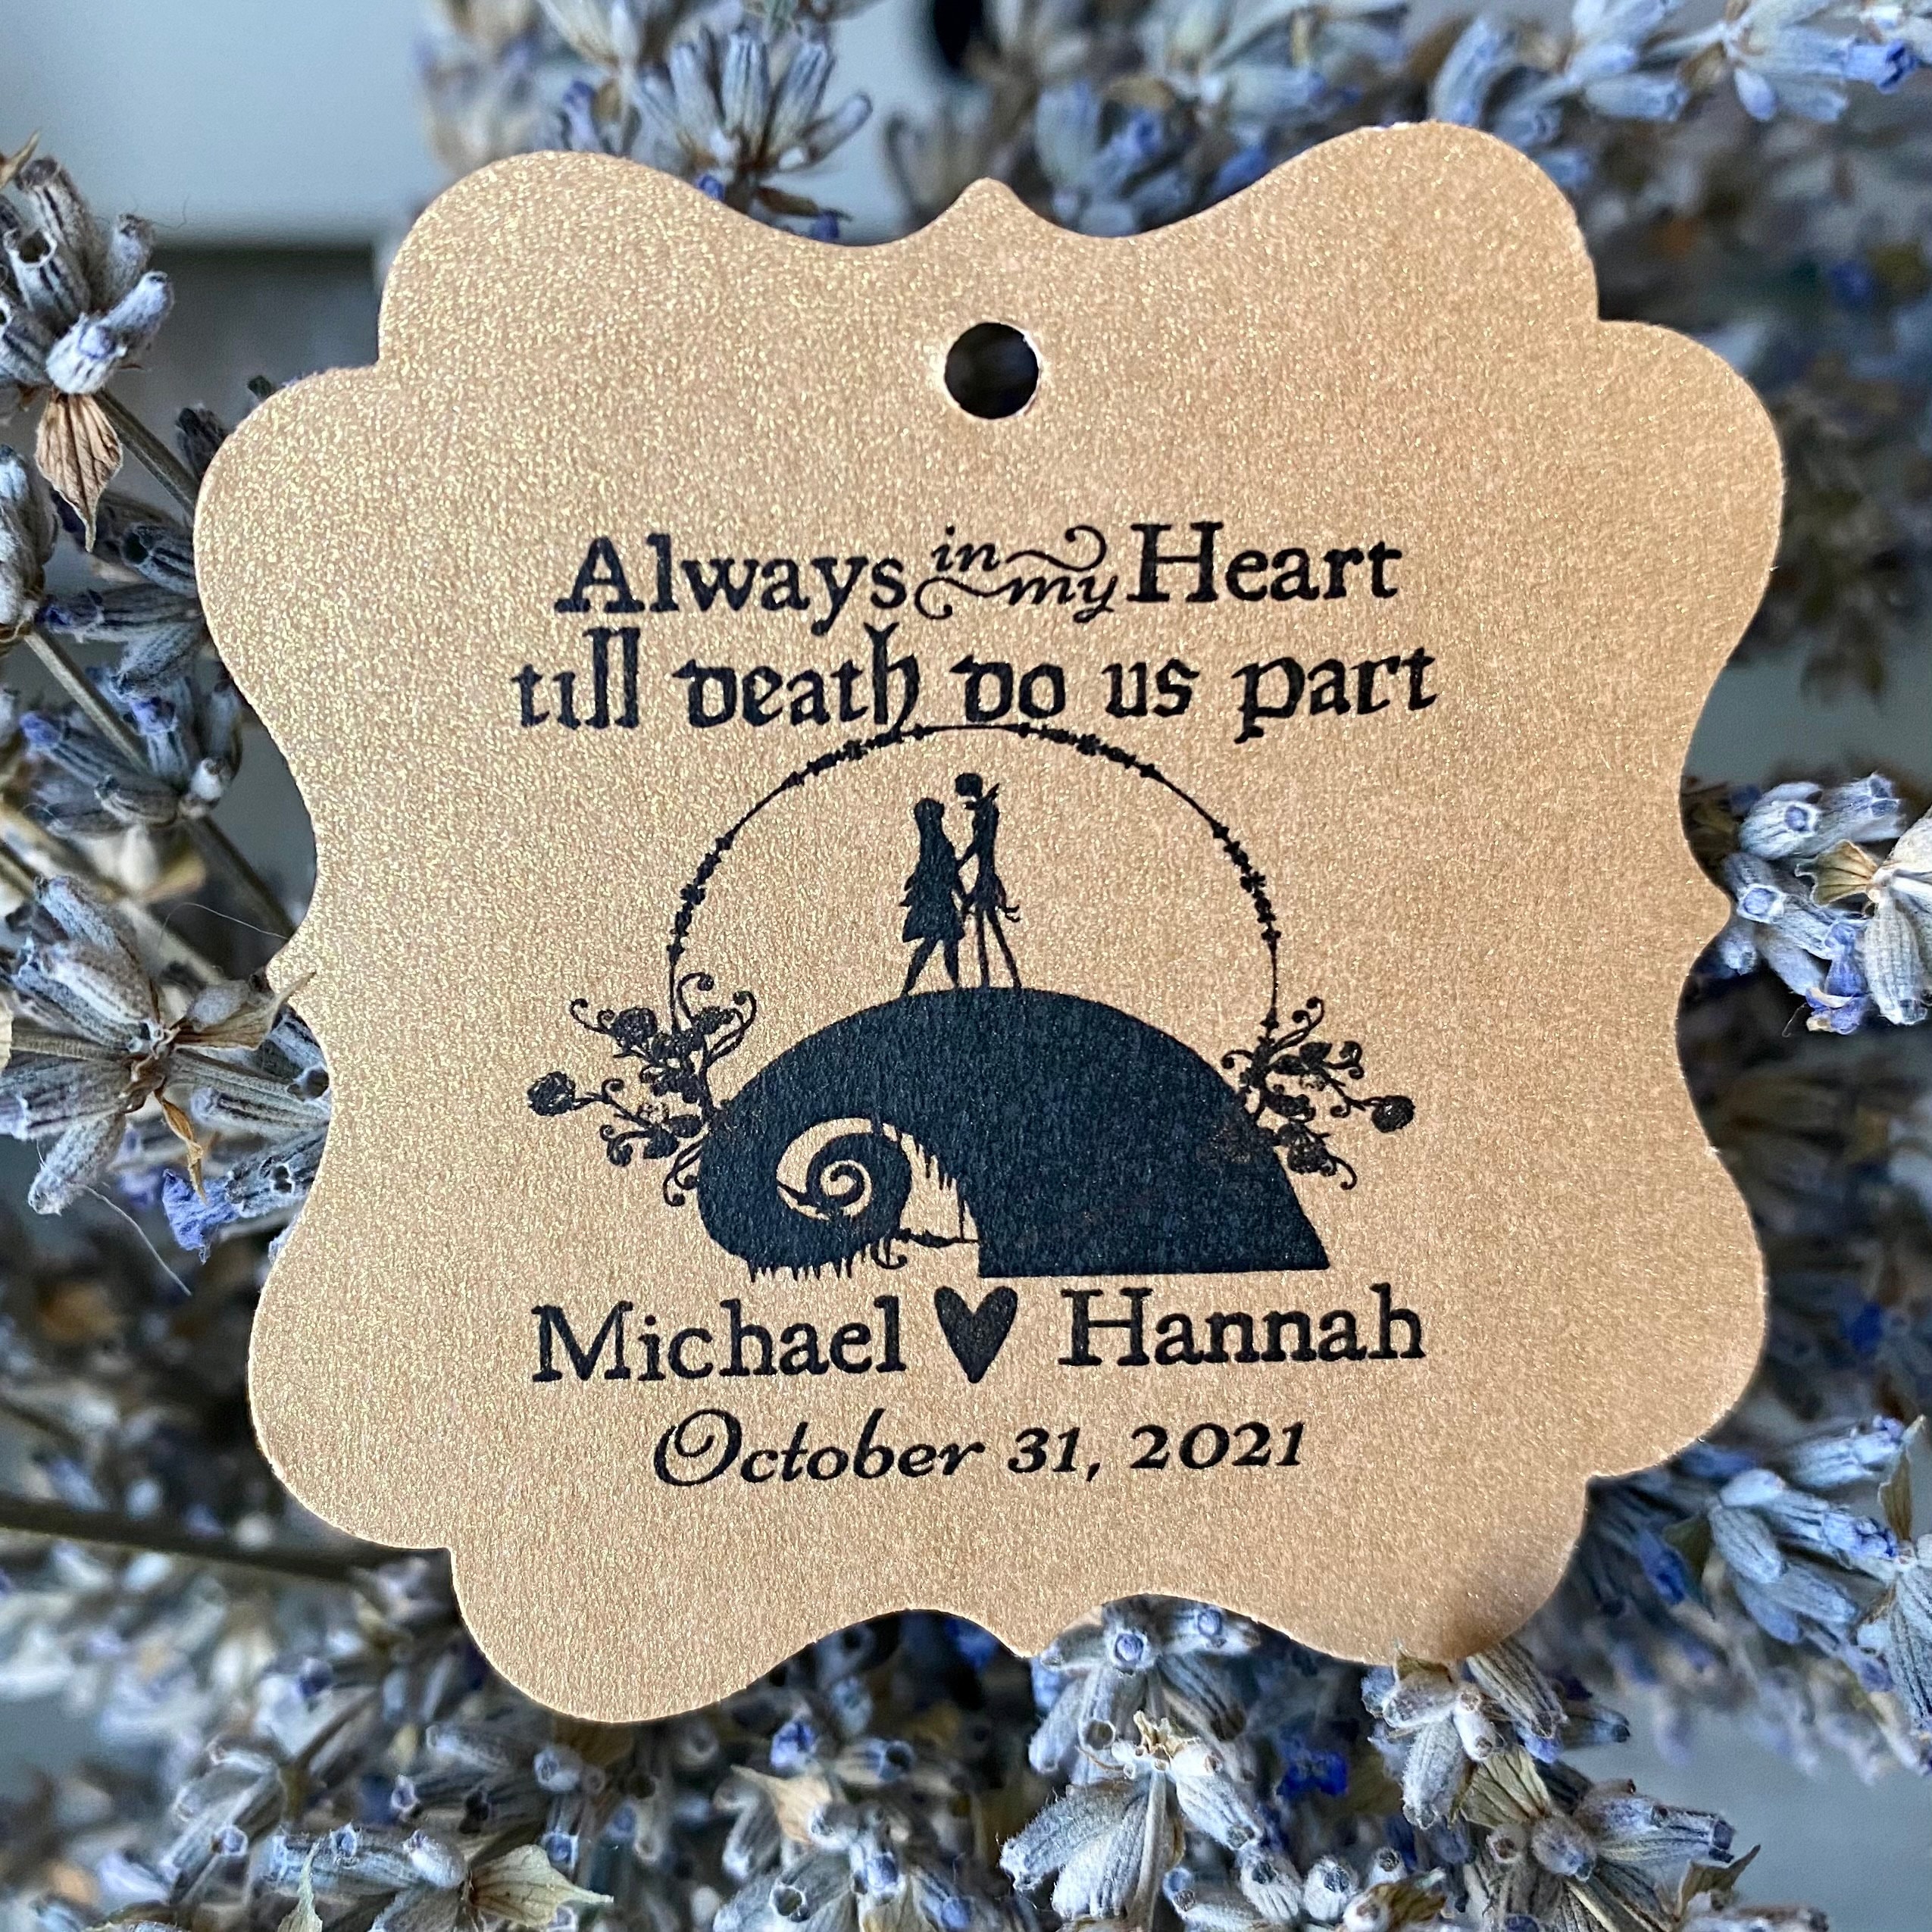 Always in my Heart
till death do us part
Michael Hannah
October 31, 2021